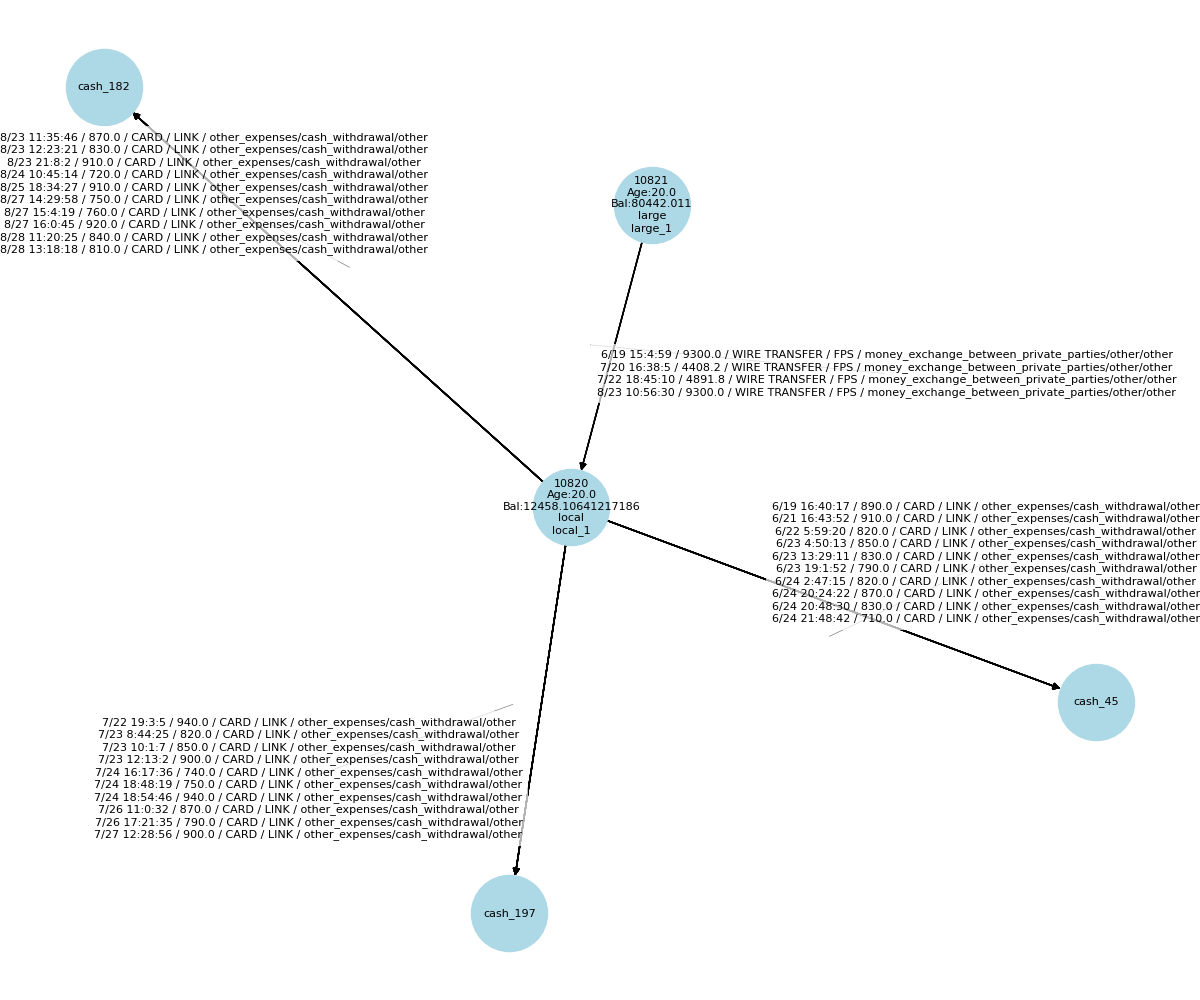 cash_182
8/23 11:35:46 / 870.0 / CARD / LINK / other_expenses/cash_withdrawal/other
8/23 12:23:21 / 830.0 / CARD / LINK / other_expenses/cash_withdrawal/other
8/23 21:8:2 / 910.0 / CARD / LINK / other_expenses/cash_withdrawal/other
8/24 10:45:14 / 720.0 / CARD / LINK / other_expenses/cash_withdrawal/other
8/25 18:34:27 / 910.0 / CARD / LINK / other_expenses/cash_withdrawal/other
8/27 14:29:58 / 750.0 / CARD / LINK / other_expenses/cash_withdrawal/other
8/27 15:4:19 / 760.0 / CARD / LINK / other_expenses/cash_withdrawal/other
8/27 16:0:45 / 920.0 / CARD / LINK / other_expenses/cash_withdrawal/other
8/28 11:20:25 / 840.0 / CARD / LINK / other_expenses/cash_withdrawal/other
8/28 13:18:18 / 810.0 / CARD / LINK / other_expenses/cash_withdrawal/other
10821
Age:20.0
Bal:80442.011
large
large_1
6/19 15:4:59 / 9300.0 / WIRE TRANSFER / FPS / money_exchange_between_private_parties/other/other
7/20 16:38:5 / 4408.2 / WIRE TRANSFER / FPS / money_exchange_between_private_parties/other/other
7/22 18:45:10 / 4891.8 / WIRE TRANSFER / FPS / money_exchange_between_private_parties/other/other
8/23 10:56:30 / 9300.0 / WIRE TRANSFER / FPS / money_exchange_between_private_parties/other/other
10820
Age:20.0
Bal:12458.10641217186
local
local_1
6/19 16:40:17 / 890.0 / CARD / LINK / other_expenses/cash_withdrawal/other
6/21 16:43:52 / 910.0 / CARD / LINK / other_expenses/cash_withdrawal/other
6/22 5:59:20 / 820.0 / CARD / LINK / other_expenses/cash_withdrawal/other
6/23 4:50:13 / 850.0 / CARD / LINK / other_expenses/cash_withdrawal/other
6/23 13:29:11 / 830.0 / CARD / LINK / other_expenses/cash_withdrawal/other
6/23 19:1:52 / 790.0 / CARD / LINK / other_expenses/cash_withdrawal/other
6/24 2:47:15 / 820.0 / CARD / LINK / other_expenses/cash_withdrawal/other
6/24 20:24:22 / 870.0 / CARD / LINK / other_expenses/cash_withdrawal/other
6/24 20:48:30 / 830.0 / CARD / LINK / other_expenses/cash_withdrawal/other
6/24 21:48:42 / 710.0 / CARD / LINK / other_expenses/cash_withdrawal/other
cash_45
7/22 19:3:5 / 940.0 / CARD / LINK / other_expenses/cash_withdrawal/other
7/23 8:44:25 / 820.0 / CARD / LINK / other_expenses/cash_withdrawal/other
7/23 10:1:7 / 850.0 / CARD / LINK / other_expenses/cash_withdrawal/other
7/23 12:13:2 / 900.0 / CARD / LINK / other_expenses/cash_withdrawal/other
7/24 16:17:36 / 740.0 / CARD / LINK / other_expenses/cash_withdrawal/other
7/24 18:48:19 / 750.0 / CARD / LINK / other_expenses/cash_withdrawal/other
7/24 18:54:46 / 940.0 / CARD / LINK / other_expenses/cash_withdrawal/other
7/26 11:0:32 / 870.0 / CARD / LINK / other_expenses/cash_withdrawal/other
7/26 17:21:35 / 790.0 / CARD / LINK / other_expenses/cash_withdrawal/other
7/27 12:28:56 / 900.0 / CARD / LINK / other_expenses/cash_withdrawal/other
cash_197